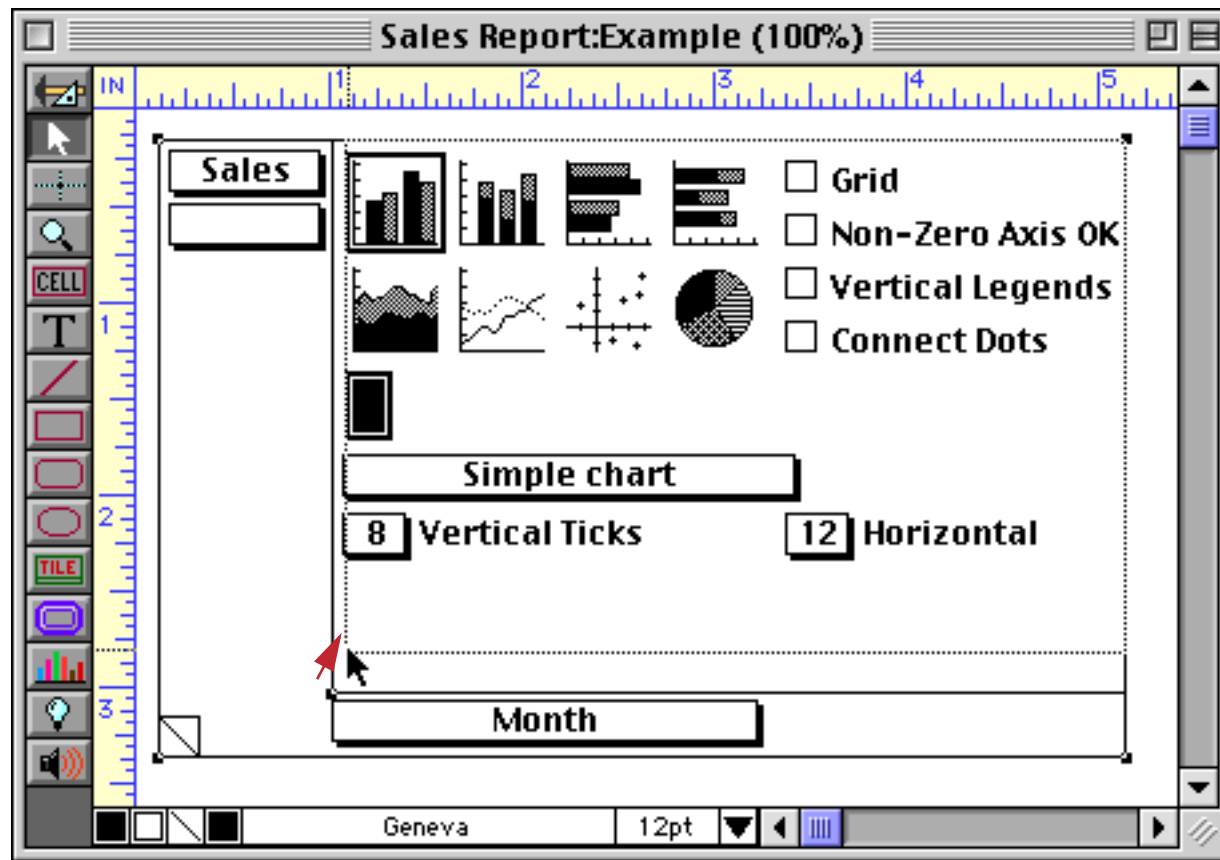 Sales Report:Example (100%)
IN 1 2 3 4 5
Sales
Grid
Non-Zero Axis OK
Vertical Legends
CELL
T
1
Connect Dots
Simple chart
2
8 Vertical Ticks 12 Horizontal
TILE
3
Month
Geneva 12pt